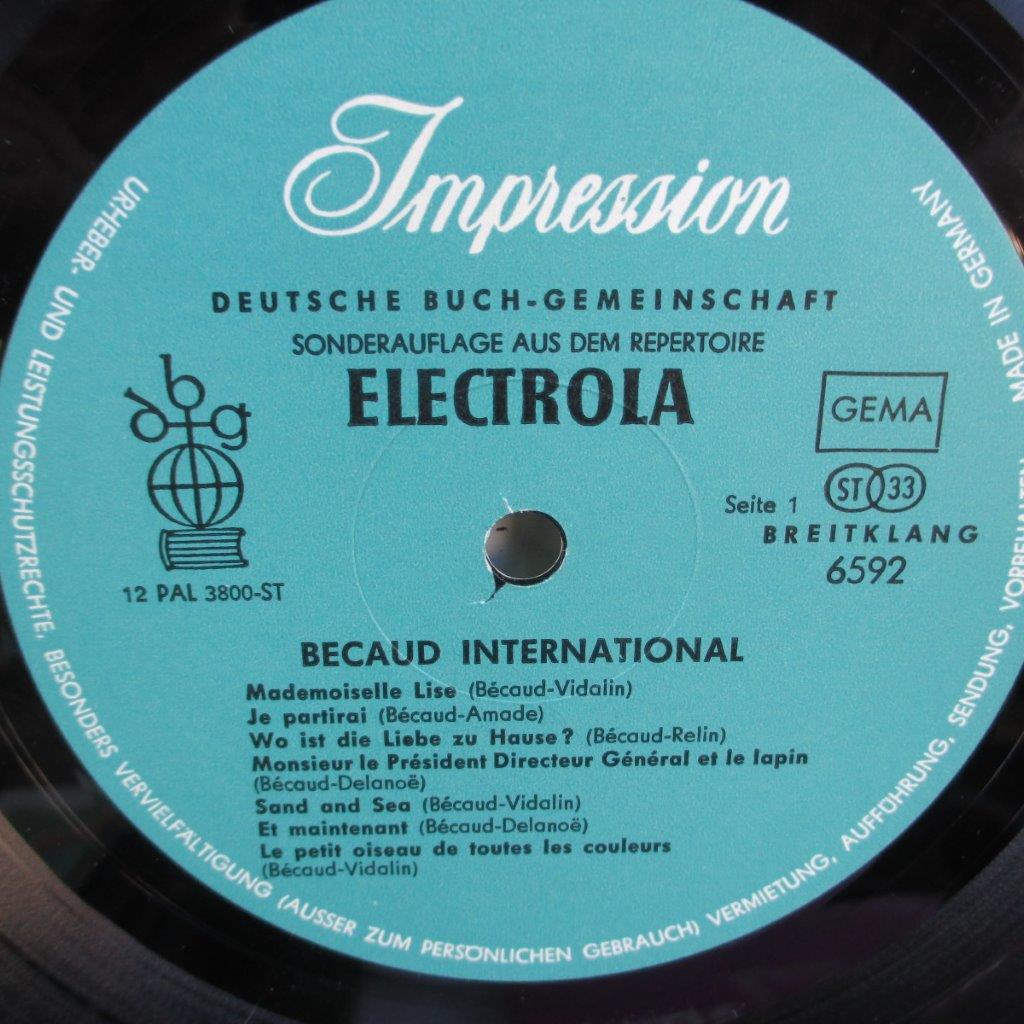 Impression
DEUTSCHE BUCH-GEMEINSCHAFT
SONDERAUFLAGE AUS DEM REPERTOIRE
ELECTROLA
dbg
GEMA
Seite 1 ST 33
BREITKLANG
6592
12 PAL 3800-ST
BECAUD INTERNATIONAL
Mademoiselle Lise (Bécaud-Vidalin)
Je partirai (Bécaud-Amade)
Wo ist die Liebe zu Hause? (Bécaud-Relin)
Monsieur le Président Directeur Général et le lapin
(Bécaud-Delanoë)
Sand and Sea (Bécaud-Vidalin)
Et maintenant (Bécaud-Delanoë)
Le petit oiseau de toutes les couleurs
(Bécaud-Vidalin)
URHEBER- UND LEISTUNGSSCHUTZRECHTE, BESONDERS VERVIELFÄLTIGUNG (AUSSER ZUM PERSÖNLICHEN GEBRAUCH) VERMIETUNG, AUFFÜHRUNG, SENDUNG, VORBEHALTEN MADE IN GERMANY